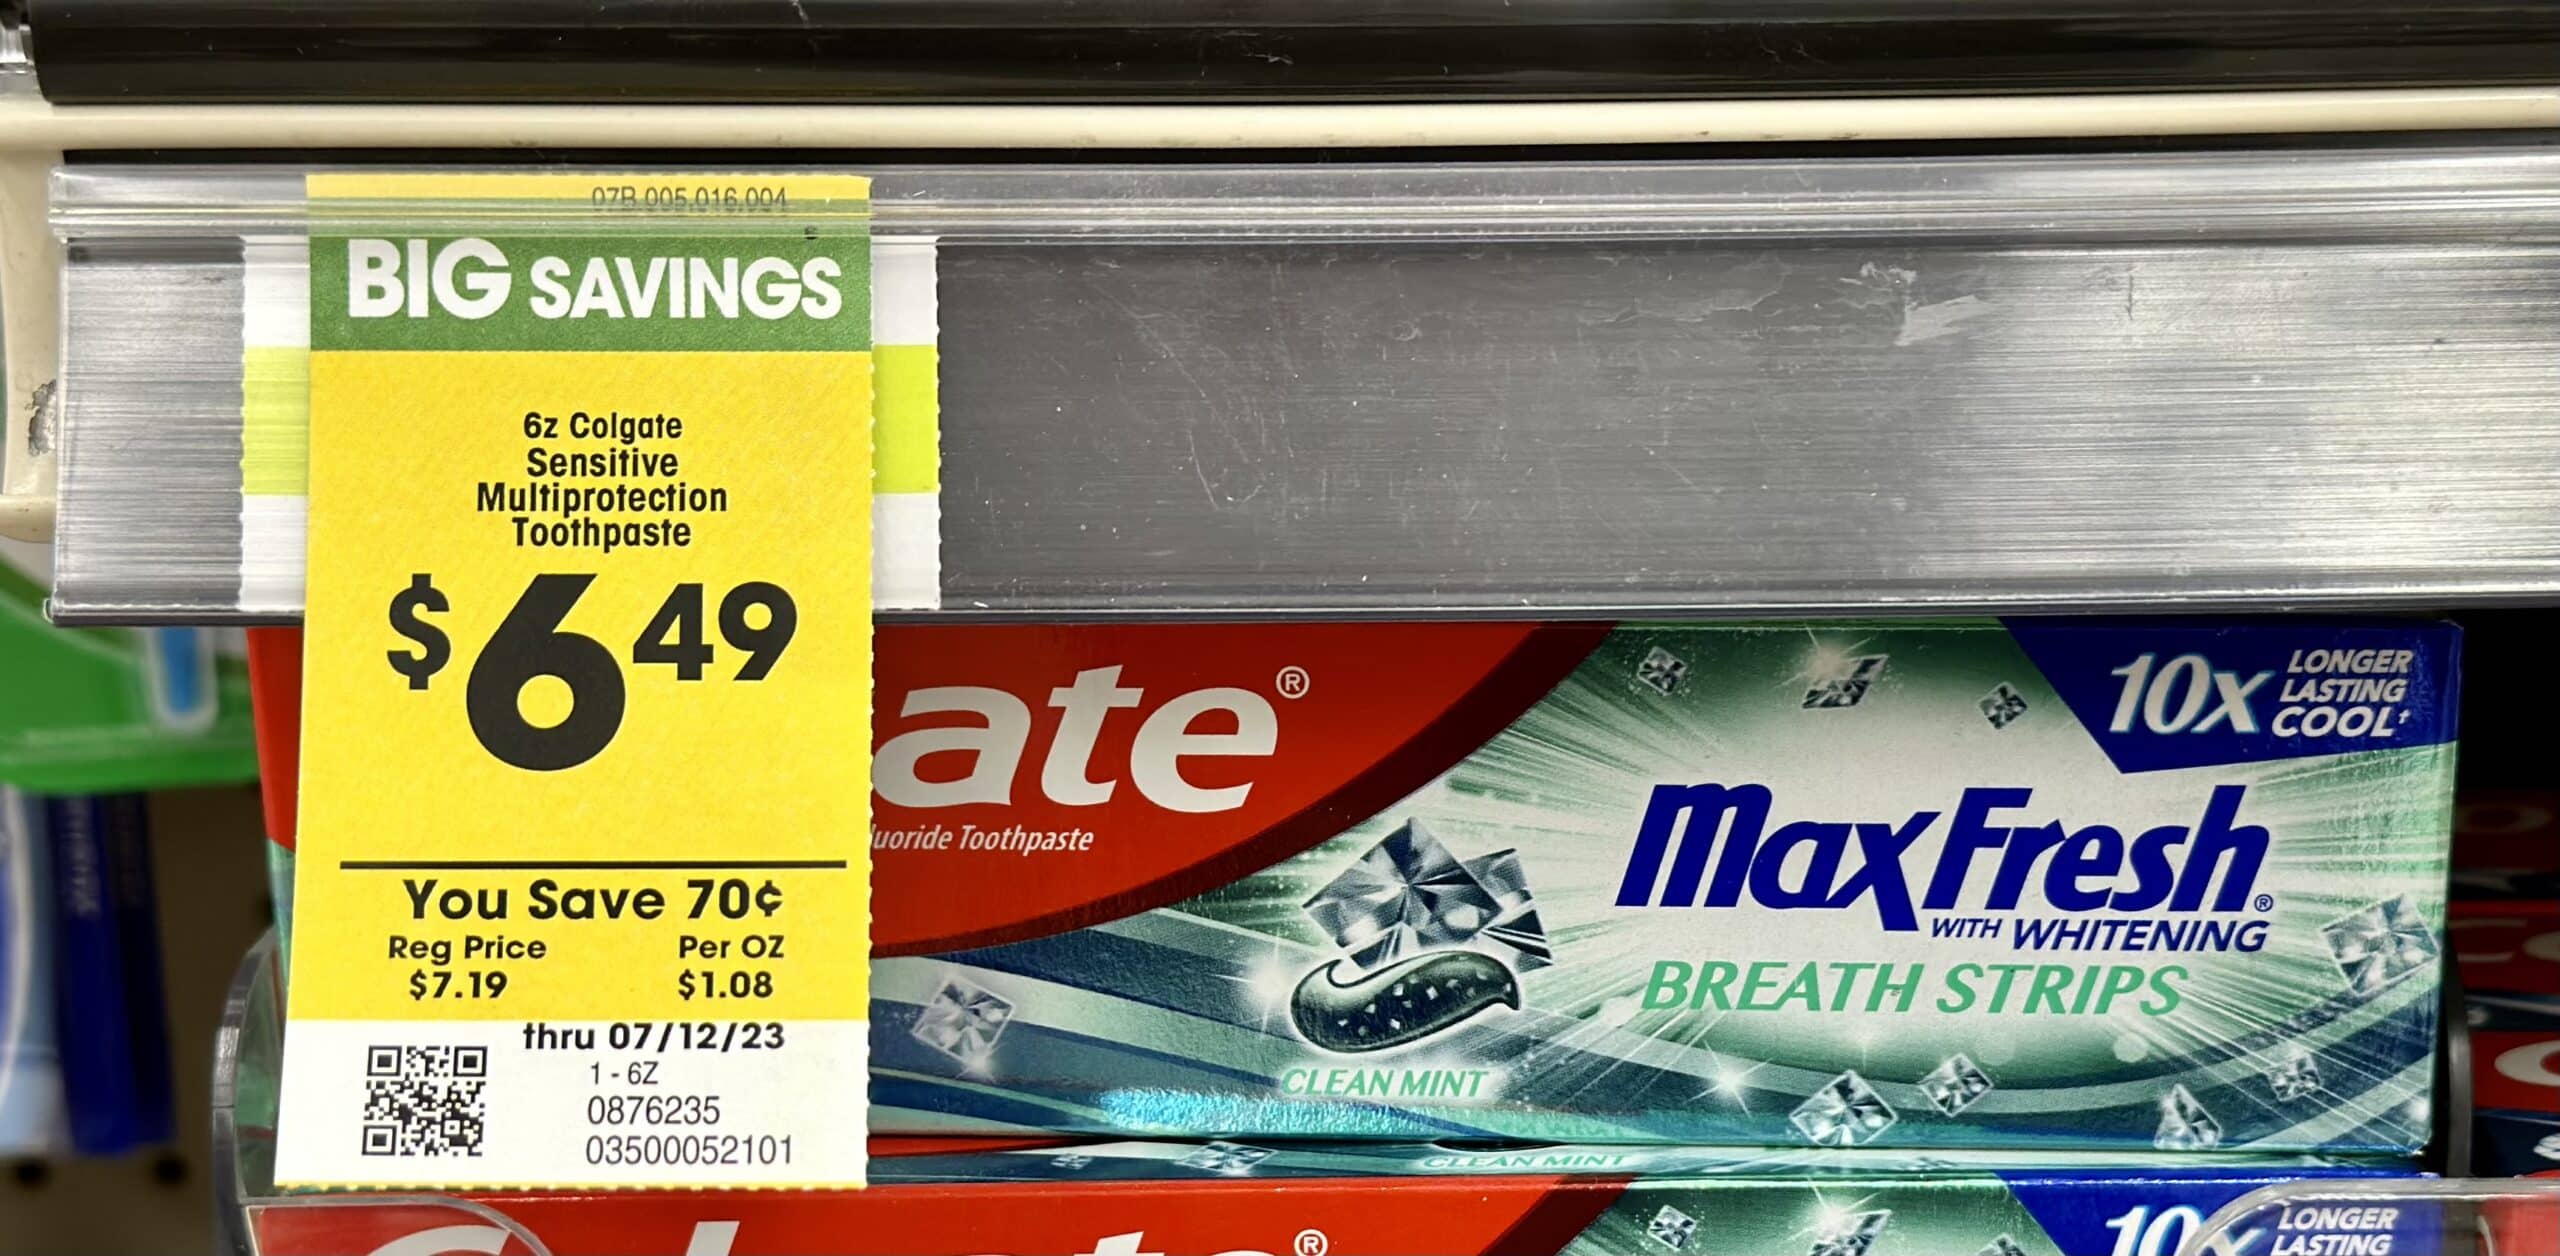 07B.005.016.004
BIG SAVINGS
6z Colgate
Sensitive
Multiprotection
Toothpaste
$6 49
You Save 70¢
Reg Price Per OZ
$7.19 $1.08
thru 07/12/23
1 - 6Z
0876235
03500052101
ate®
uoride Toothpaste
10X LONGER
LASTING
COOL†
MaxFresh®
WITH WHITENING
BREATH STRIPS
CLEAN MINT
CLEAN MINT
®
10X LONGER
LASTING